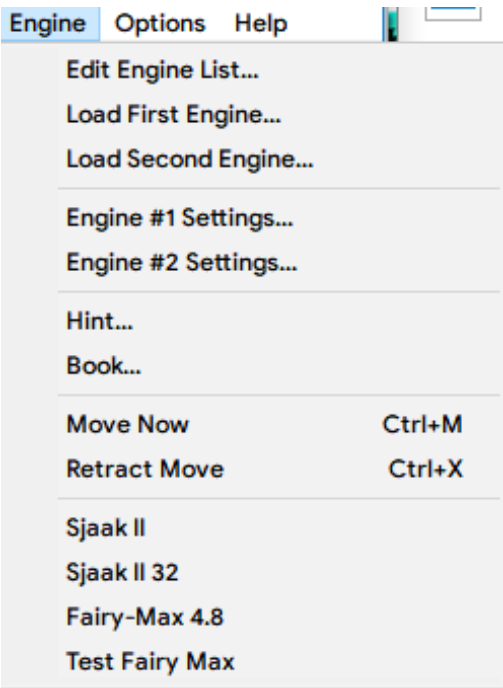 Engine Options Help
Edit Engine List...
Load First Engine...
Load Second Engine...
Engine #1 Settings...
Engine #2 Settings...
Hint...
Book...
Move Now Ctrl+M
Retract Move Ctrl+X
Sjaak II
Sjaak II 32
Fairy-Max 4.8
Test Fairy Max